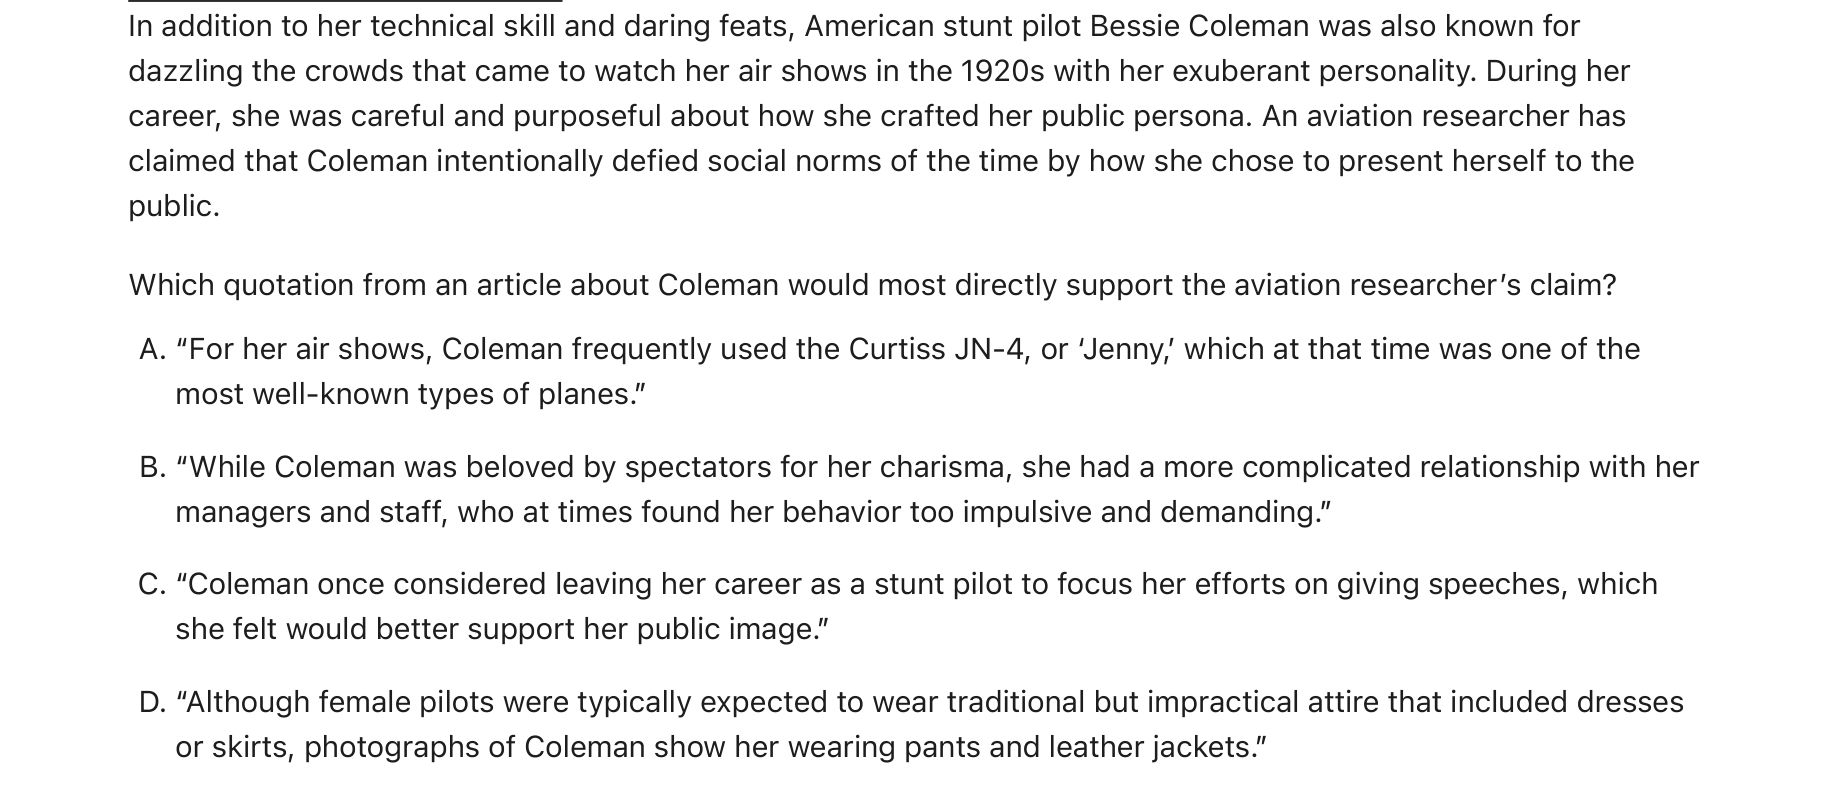 In addition to her technical skill and daring feats, American stunt pilot Bessie Coleman was also known for
dazzling the crowds that came to watch her air shows in the 1920s with her exuberant personality. During her
career, she was careful and purposeful about how she crafted her public persona. An aviation researcher has
claimed that Coleman intentionally defied social norms of the time by how she chose to present herself to the
public.
Which quotation from an article about Coleman would most directly support the aviation researcher’s claim?
A. “For her air shows, Coleman frequently used the Curtiss JN-4, or ‘Jenny,’ which at that time was one of the
most well-known types of planes.”
B. “While Coleman was beloved by spectators for her charisma, she had a more complicated relationship with her
managers and staff, who at times found her behavior too impulsive and demanding.”
C. “Coleman once considered leaving her career as a stunt pilot to focus her efforts on giving speeches, which
she felt would better support her public image.”
D. “Although female pilots were typically expected to wear traditional but impractical attire that included dresses
or skirts, photographs of Coleman show her wearing pants and leather jackets.”